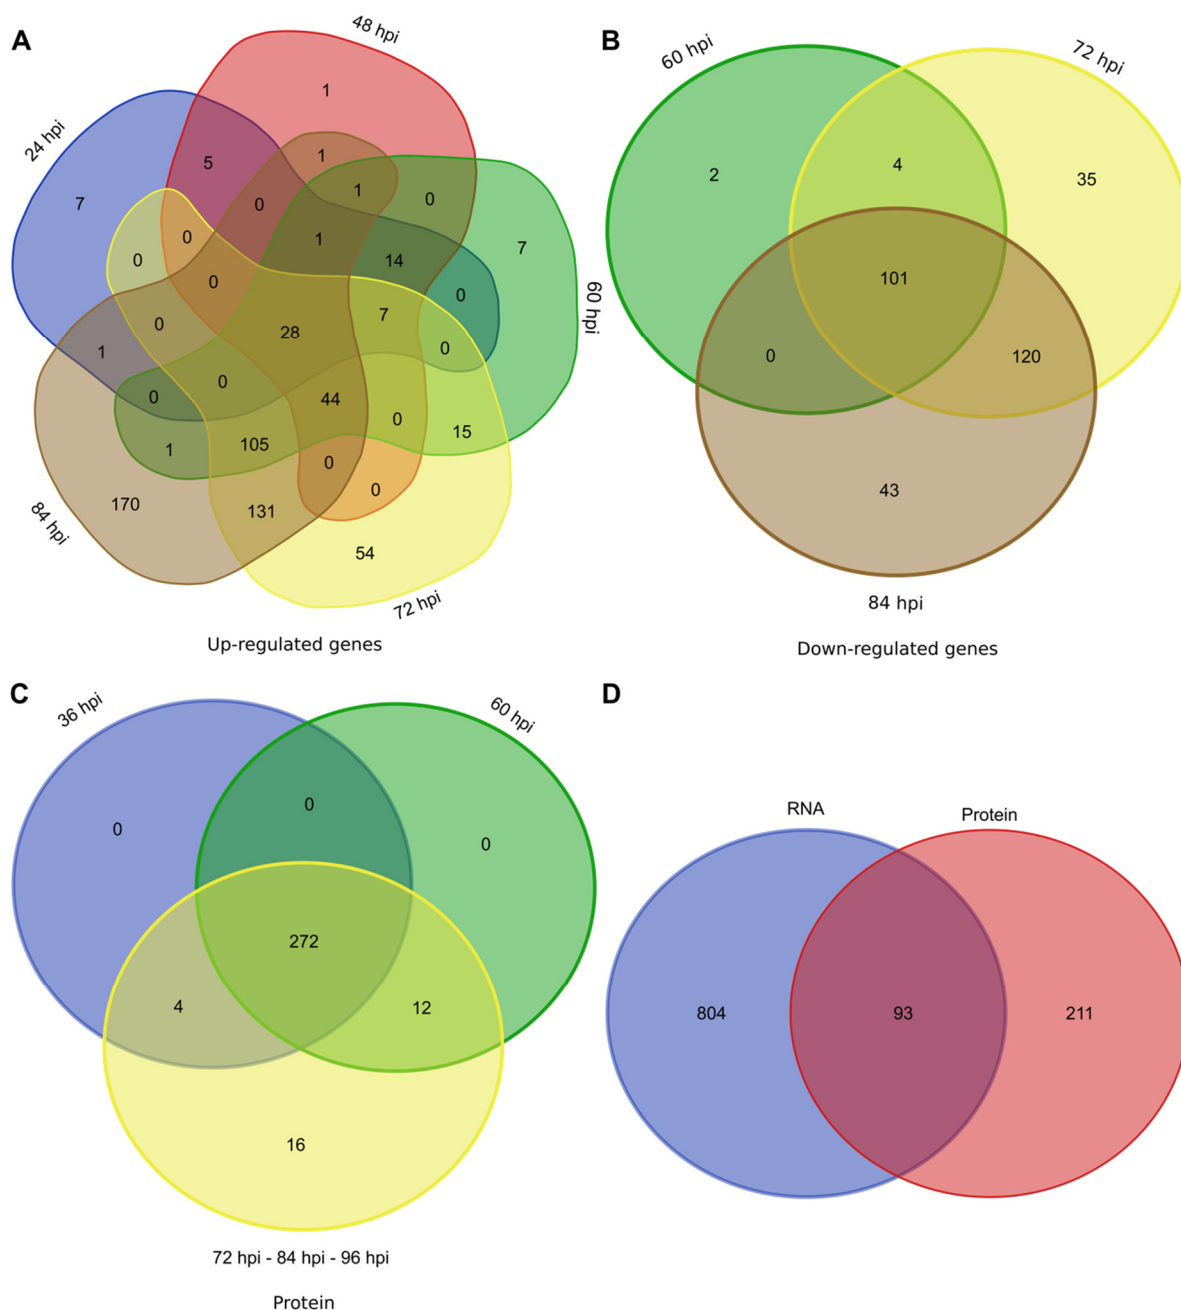 A
48 hpi
B
60 hpi
72 hpi
1
24 hpi
5
1
4
2
35
7
0
1
0
0
1
7
0
14
101
0
0
60 hpi
0
7
28
1
0
0
0
120
0
44
0
1
105
15
0
170
131
0
43
84 hpi
54
72 hpi
84 hpi
Up-regulated genes
Down-regulated genes
C
36 hpi
60 hpi
D
0
0
0
RNA
Protein
272
4
12
804
93
211
16
72 hpi - 84 hpi - 96 hpi
Protein